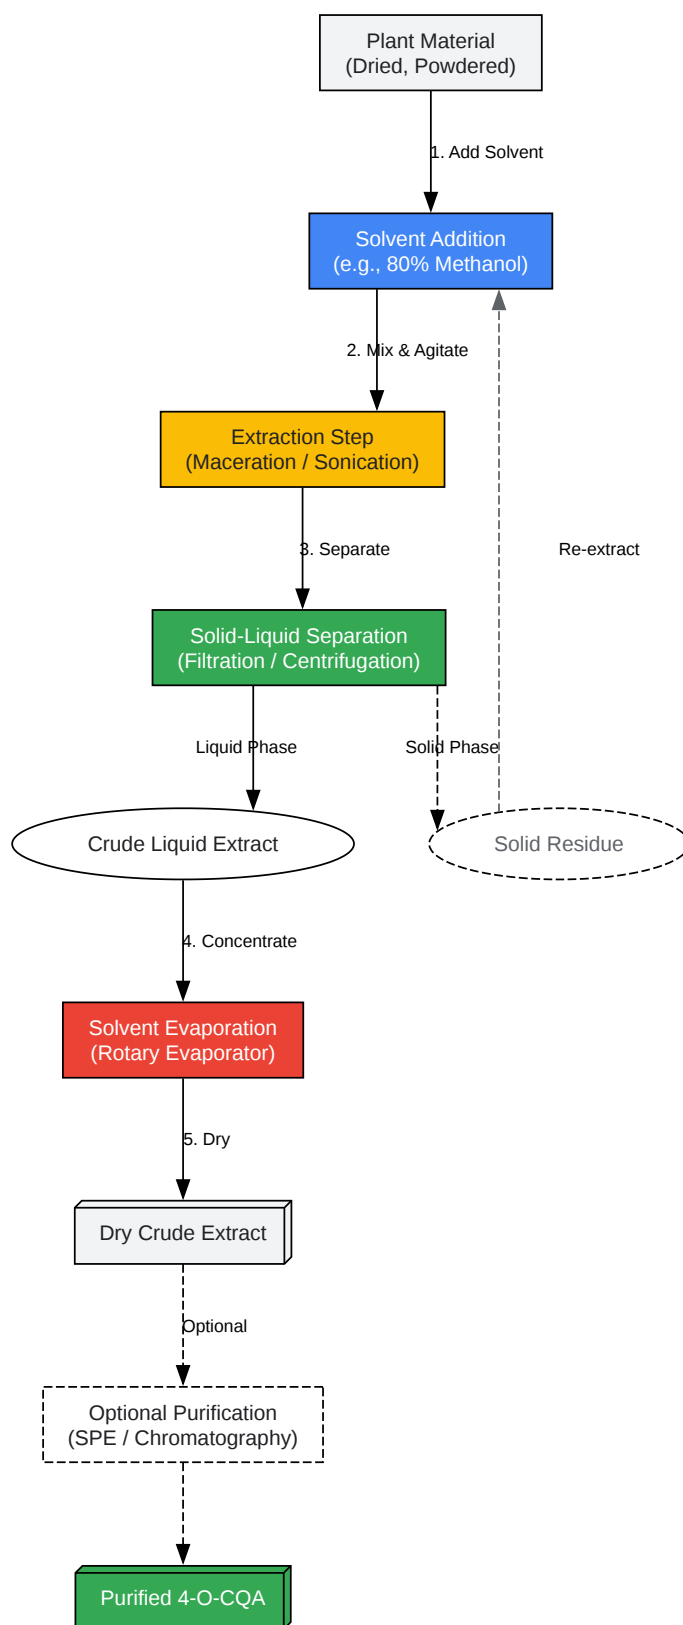 Plant Material
(Dried, Powdered)
1. Add Solvent
Solvent Addition
(e.g., 80% Methanol)
2. Mix & Agitate
Extraction Step
(Maceration / Sonication)
3. Separate
Re-extract
Solid-Liquid Separation
(Filtration / Centrifugation)
Liquid Phase
Solid Phase
Crude Liquid Extract
Solid Residue
4. Concentrate
Solvent Evaporation
(Rotary Evaporator)
5. Dry
Dry Crude Extract
Optional
Optional Purification
(SPE / Chromatography)
Purified 4-O-CQA